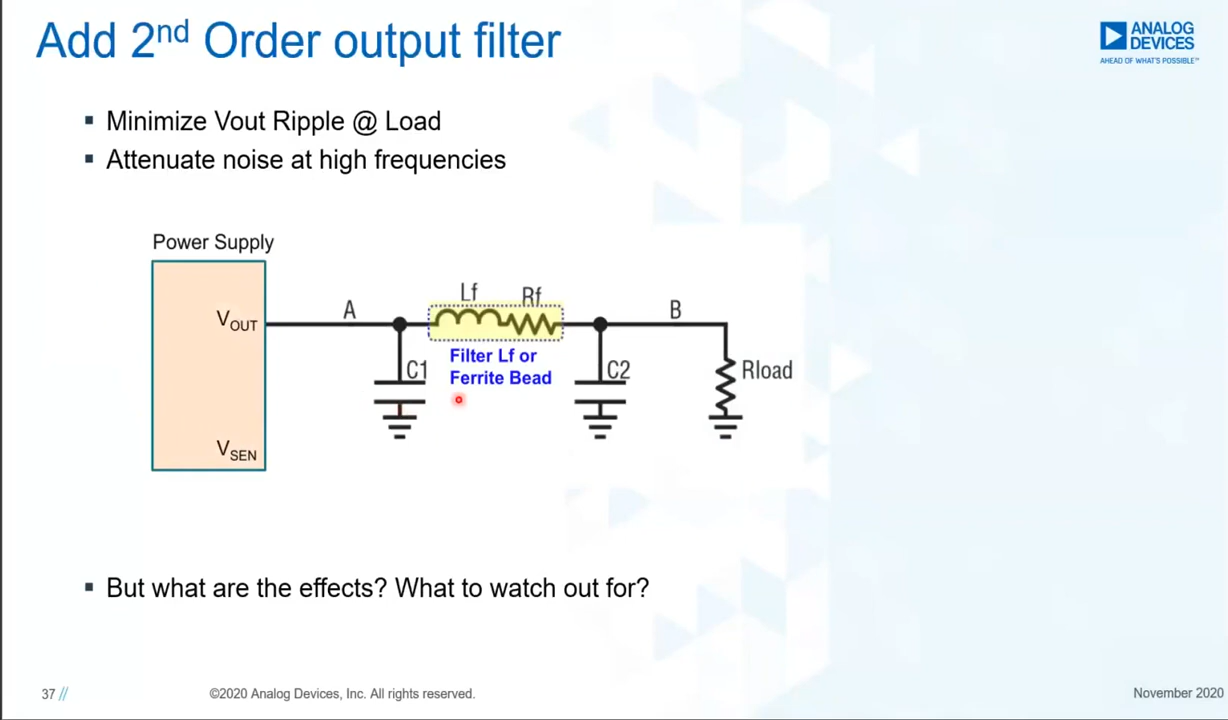 Add 2nd Order output filter
ANALOG
DEVICES
AHEAD OF WHAT'S POSSIBLE™
▪ Minimize Vout Ripple @ Load
▪ Attenuate noise at high frequencies
Power Supply
VOUT
A
Lf
Rf
B
C1
Filter Lf or
Ferrite Bead
C2
Rload
VSEN
▪ But what are the effects? What to watch out for?
37 //
©2020 Analog Devices, Inc. All rights reserved.
November 2020